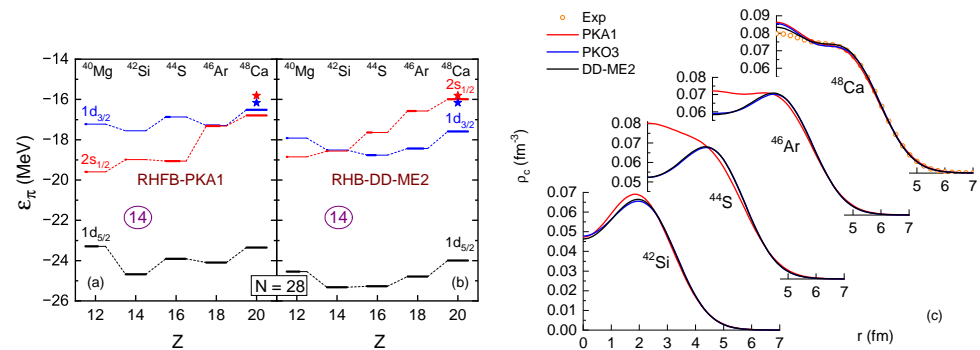 ⁴⁰Mg ⁴²Si ⁴⁴S ⁴⁶Ar ⁴⁸Ca
1d₃/₂
2s₁/₂
RHFB-PKA1
14
1d₅/₂
(a)
-14
-16
-18
-20
-22
-24
-26
επ (MeV)
12 14 16 18 20
Z
⁴⁰Mg ⁴²Si ⁴⁴S ⁴⁶Ar ⁴⁸Ca
2s₁/₂
1d₃/₂
RHB-DD-ME2
14
1d₅/₂
(b)
N = 28
12 14 16 18 20
Z
Exp
PKA1
PKO3
DD-ME2
ρc (fm⁻³)
0.09
0.08
0.07
0.06
⁴⁸Ca
5 6 7
0.08
0.07
0.06
⁴⁶Ar
5 6 7
0.08
0.07
0.06
0.05
⁴⁴S
5 6 7
0.07
0.06
0.05
0.04
0.03
0.02
0.01
0.00
⁴²Si
0 1 2 3 4 5 6 7
r (fm)
(c)